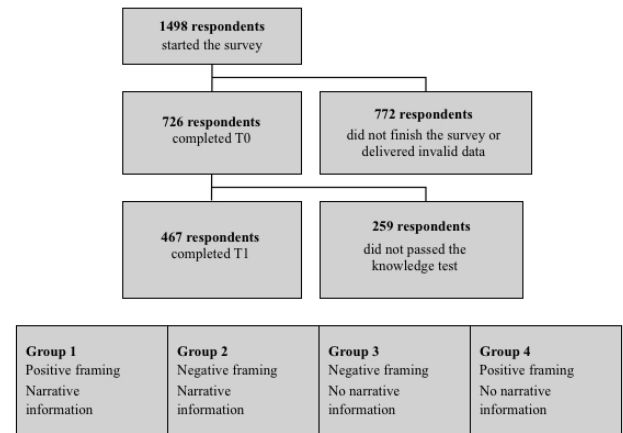 1498 respondents
started the survey
726 respondents
completed T0
772 respondents
did not finish the survey or
delivered invalid data
467 respondents
completed T1
259 respondents
did not passed the
knowledge test
Group 1
Positive framing
Narrative
information
Group 2
Negative framing
Narrative
information
Group 3
Negative framing
No narrative
information
Group 4
Positive framing
No narrative
information